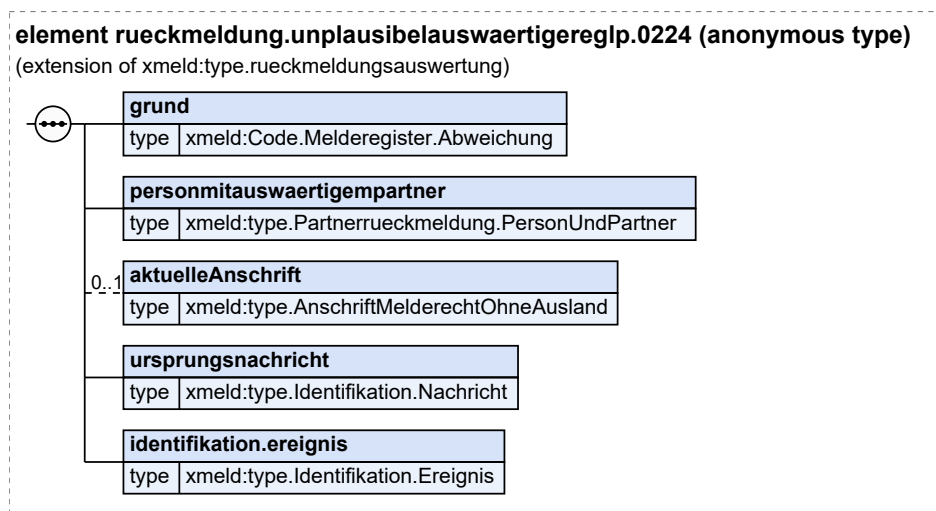 element rueckmeldung.unplausibelauswaertigereglp.0224 (anonymous type)
(extension of xmeld:type.rueckmeldungsauswertung)
grund
type xmeld:Code.Melderegister.Abweichung
personmitauswaertigempartner
type xmeld:type.Partnerrueckmeldung.PersonUndPartner
0..1 aktuelleAnschrift
type xmeld:type.AnschriftMelderechtOhneAusland
ursprungsnachricht
type xmeld:type.Identifikation.Nachricht
identifikation.ereignis
type xmeld:type.Identifikation.Ereignis